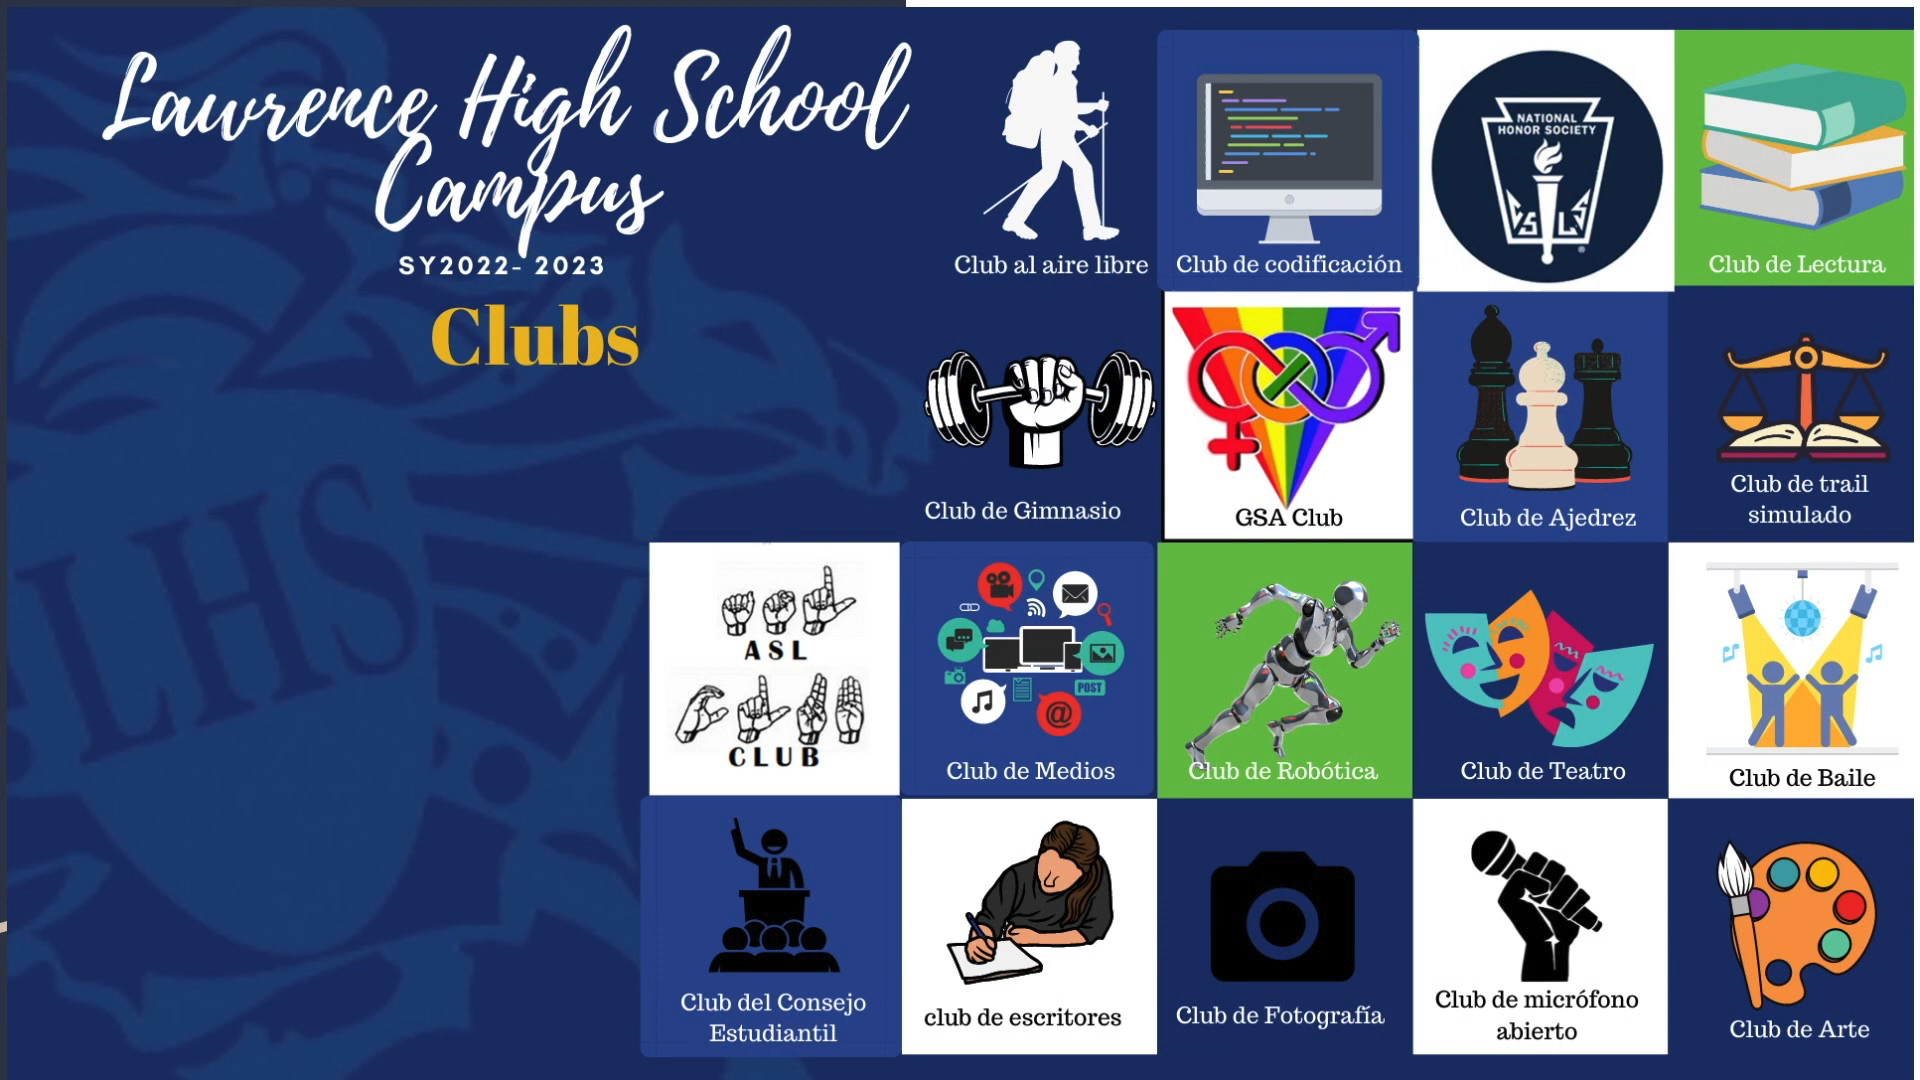 Lawrence High School
Campus
SY2022- 2023
Clubs
LHS
Club al aire libre
Club de codificación
NATIONAL
HONOR SOCIETY
CSLS
®
Club de Lectura
Club de Gimnasio
GSA Club
Club de Ajedrez
Club de trail
simulado
ASL
CLUB
POST
@
Club de Medios
Club de Robótica
Club de Teatro
Club de Baile
Club del Consejo
Estudiantil
club de escritores
Club de Fotografía
Club de micrófono
abierto
Club de Arte